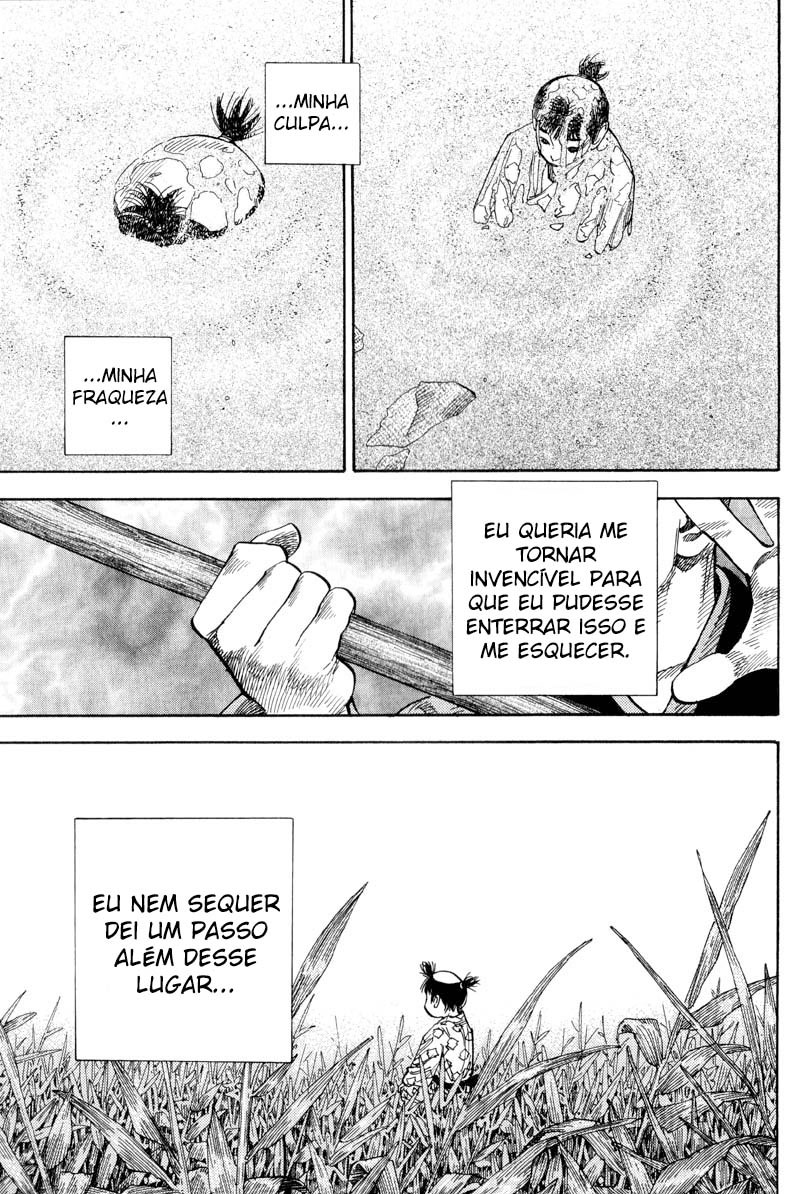 ...MINHA
CULPA...
...MINHA
FRAQUEZA
...
EU QUERIA ME
TORNAR
INVENCÍVEL PARA
QUE EU PUDESSE
ENTERRAR ISSO E
ME ESQUECER.
EU NEM SEQUER
DEI UM PASSO
ALÉM DESSE
LUGAR...